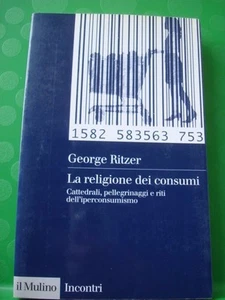 1582 583563 753
George Ritzer
La religione dei consumi
Cattedrali, pellegrinaggi e riti
dell'iperconsumismo
il Mulino Incontri